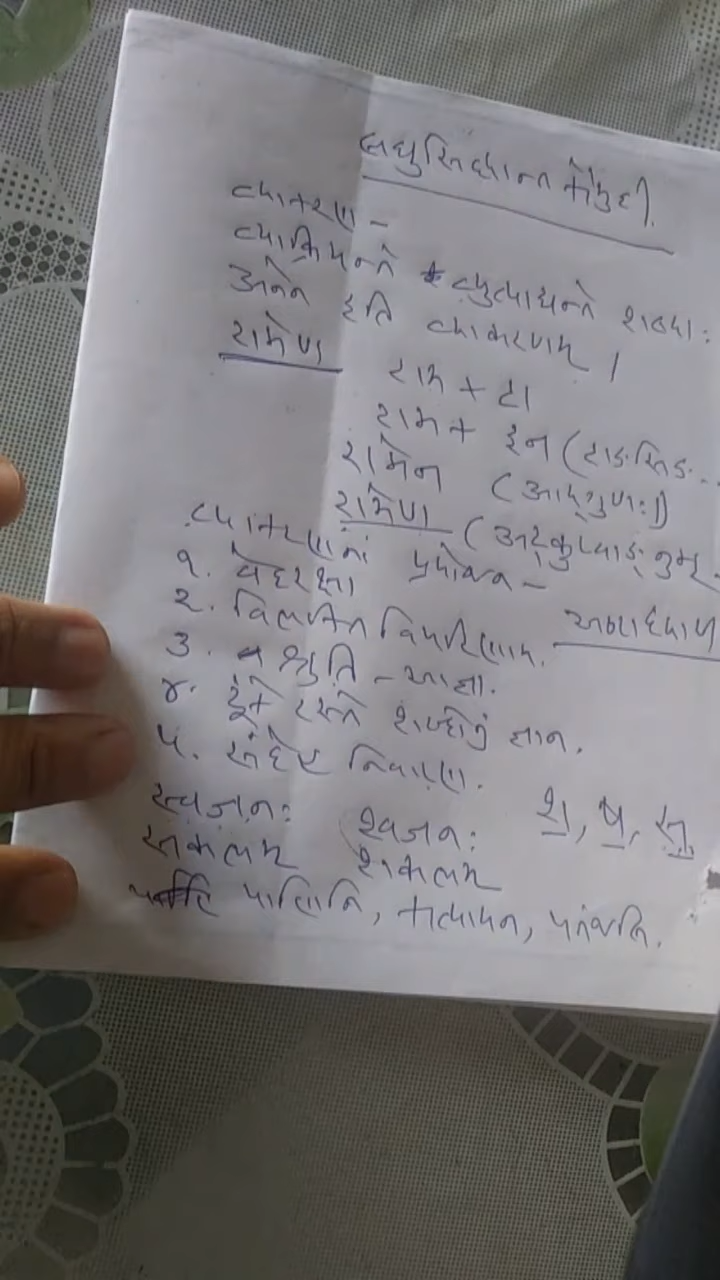 લઘુસિદ્ધાન્ત કૌમુદી.
વ્યાકરણ -
વ્યાક્રિયન્તે વ્યુત્પાદ્યન્તે શબ્દાઃ
અનેન ઇતિ વ્યાકરણમ્ ।
રામેણ રામ + ટા
રામ + ઇન (ટાઙસિઙ..
રામેન (આદ્ગુણઃ)
રામેણ (અટ્કુપ્વાઙ્નુમ્
વ્યાકરણનાં પ્રયોજન -
૧. વેદરક્ષા
૨. વિભક્તિ વિપરિણામ.
૩. શ્રુતિ - આજ્ઞા.
૪. ટૂંકે રસ્તે શબ્દોનું જ્ઞાન.
૫. સંદેહ નિવારણ.
સ્વજનઃ શ્વજનઃ શ, ષ, સ
સકલમ્ શકલમ્
પાણિનિ, કાત્યાયન, પતંજલિ.